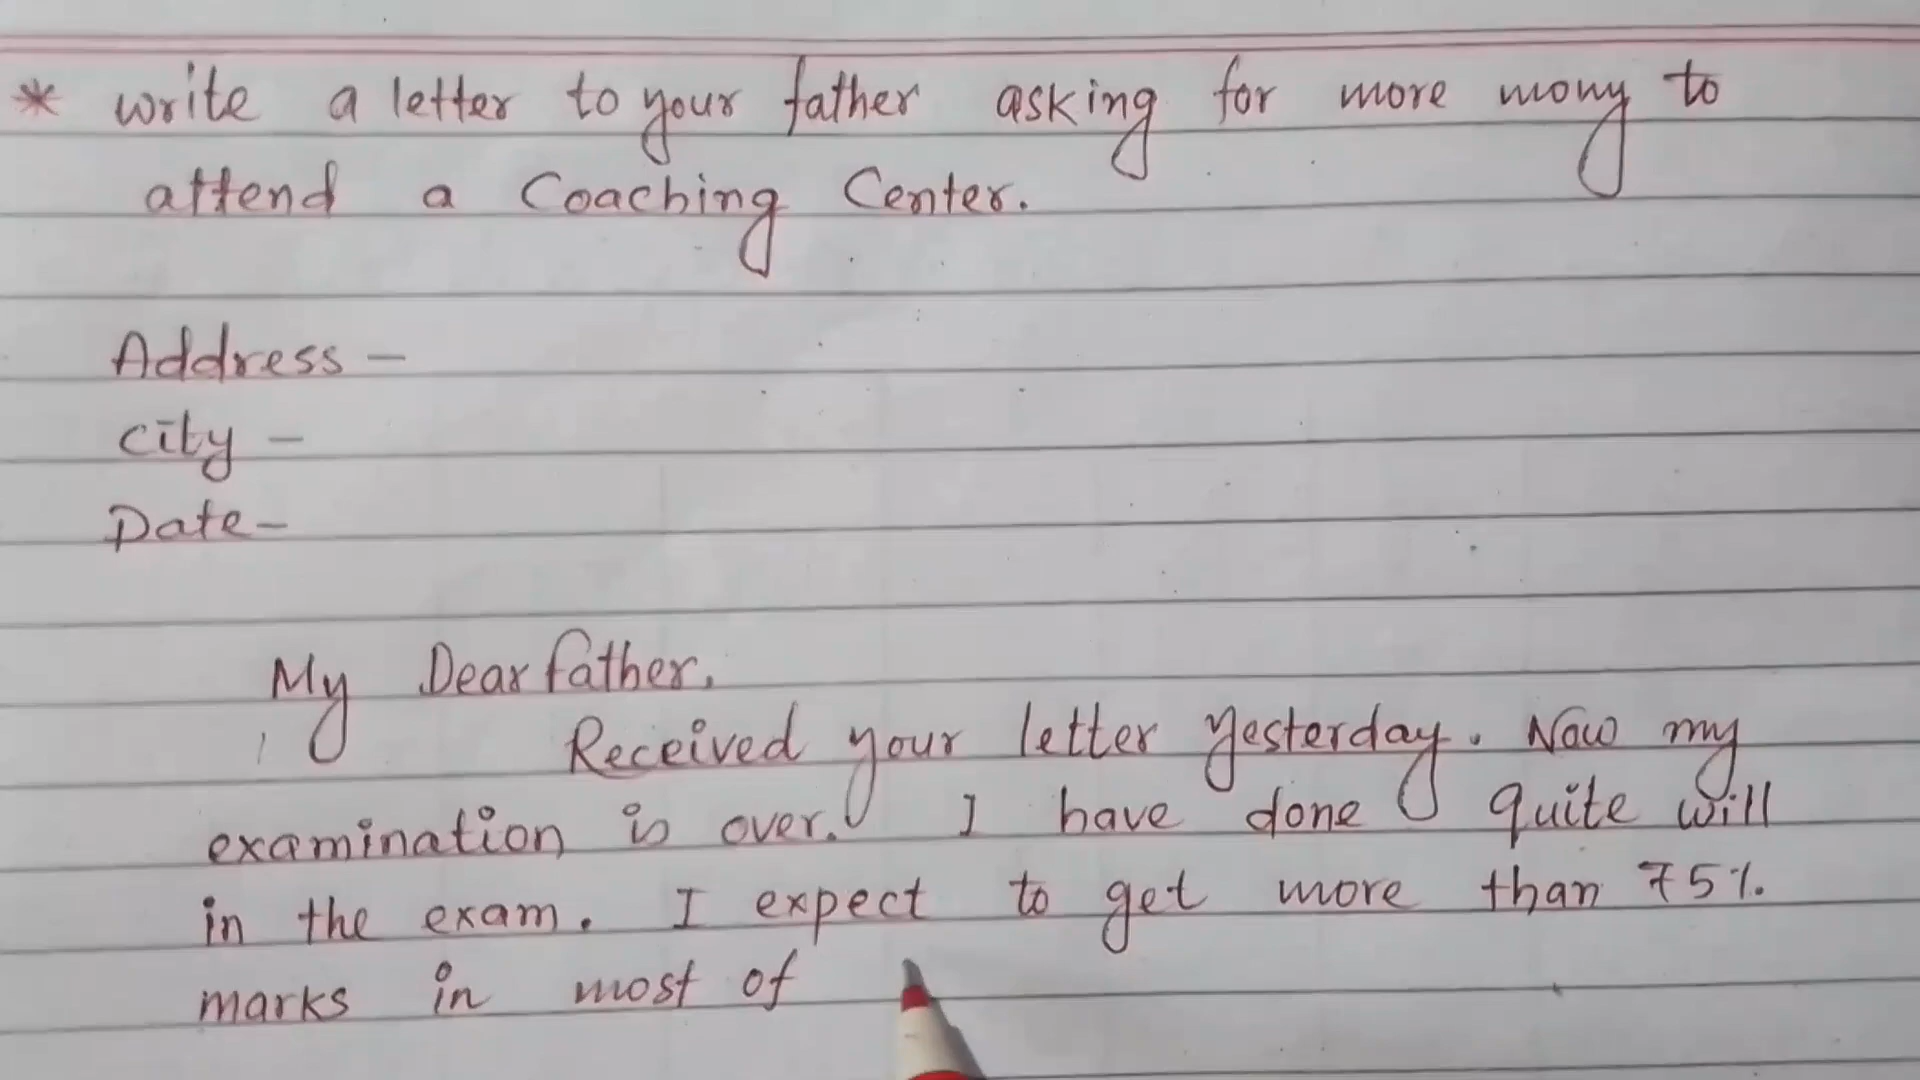 * write a letter to your father asking for more mony to
attend a Coaching Center.
Address -
City -
Date -
My Dear father,
Received your letter yesterday. Now my
examination is over. I have done quite will
in the exam. I expect to get more than 75%
marks in most of